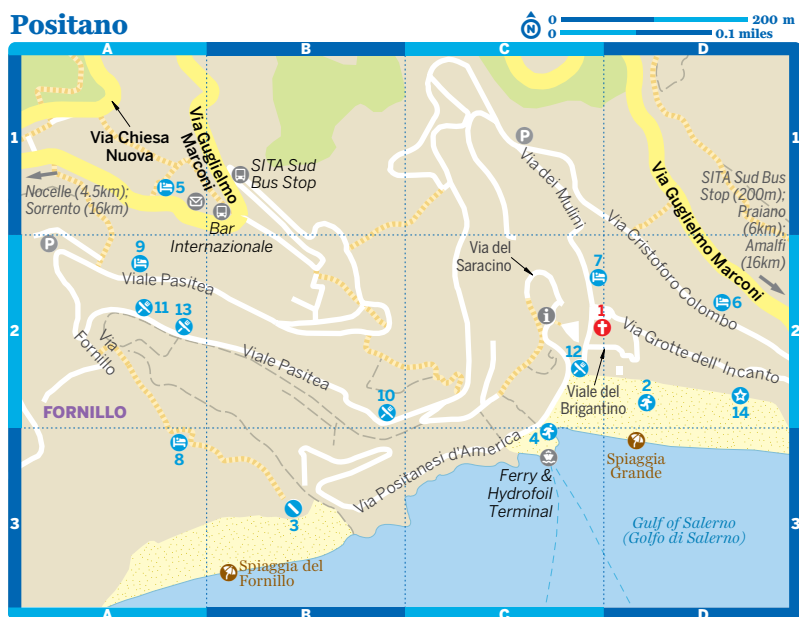 Positano
N
0 200 m
0 0.1 miles
A B C D
1 1
2 2
3 3
Via Chiesa
Nuova
Via Guglielmo
Marconi
SITA Sud
Bus Stop
5
Nocelle (4.5km);
Sorrento (16km)
Bar
Internazionale
P
P
Via dei Mulini
Via Cristoforo Colombo
Via Guglielmo Marconi
SITA Sud Bus
Stop (200m);
Praiano
(6km);
Amalfi
(16km)
9
Viale Pasitea
11
13
Via
Fornillo
Viale Pasitea
Via del
Saracino
7
6
i
1
Via Grotte dell' Incanto
12
Viale del
Brigantino
2
14
10
FORNILLO
8
4
Via Positanesi d'America
Ferry &
Hydrofoil
Terminal
Spiaggia
Grande
3
Gulf of Salerno
(Golfo di Salerno)
Spiaggia del
Fornillo
A B C D